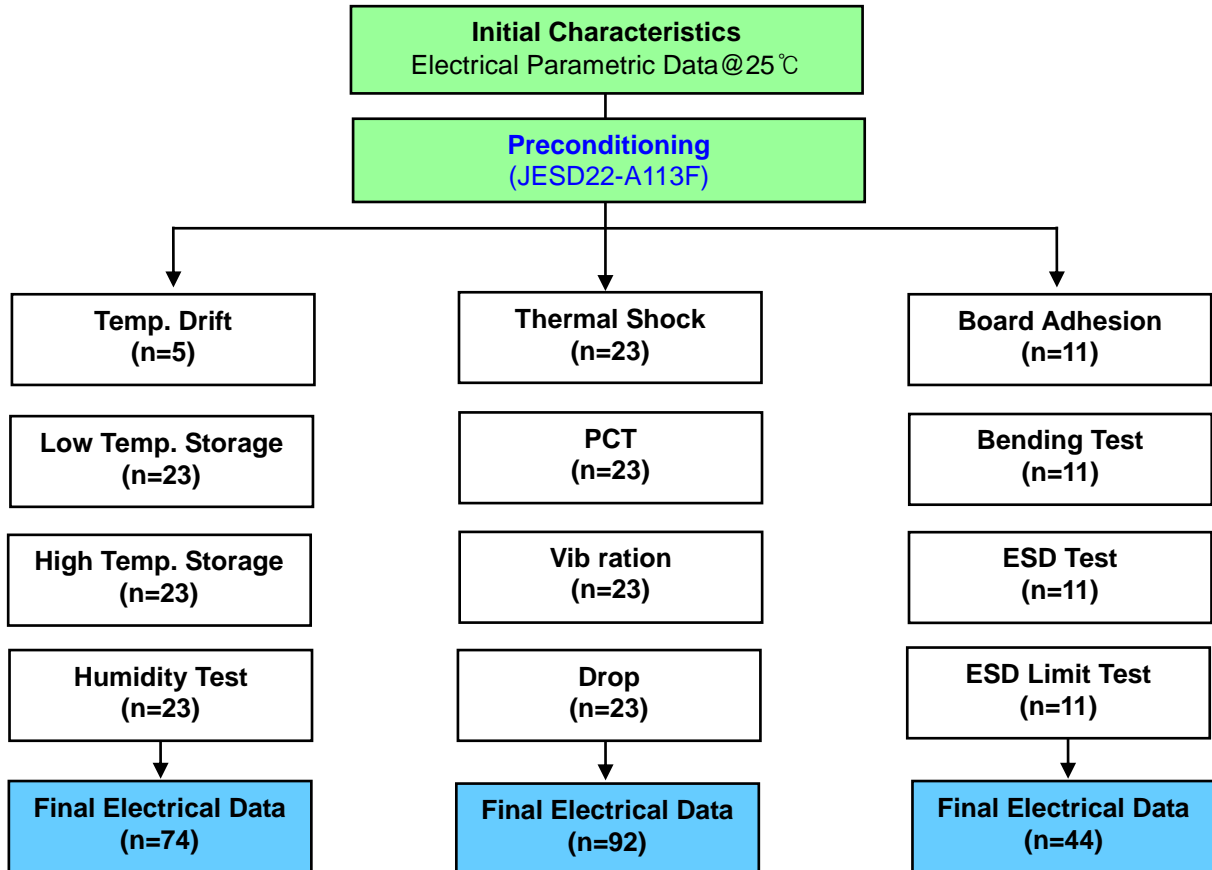 Initial Characteristics
Electrical Parametric Data@25℃
Preconditioning
(JESD22-A113F)
Temp. Drift
(n=5)
Thermal Shock
(n=23)
Board Adhesion
(n=11)
Low Temp. Storage
(n=23)
PCT
(n=23)
Bending Test
(n=11)
High Temp. Storage
(n=23)
Vib ration
(n=23)
ESD Test
(n=11)
Humidity Test
(n=23)
Drop
(n=23)
ESD Limit Test
(n=11)
Final Electrical Data
(n=74)
Final Electrical Data
(n=92)
Final Electrical Data
(n=44)